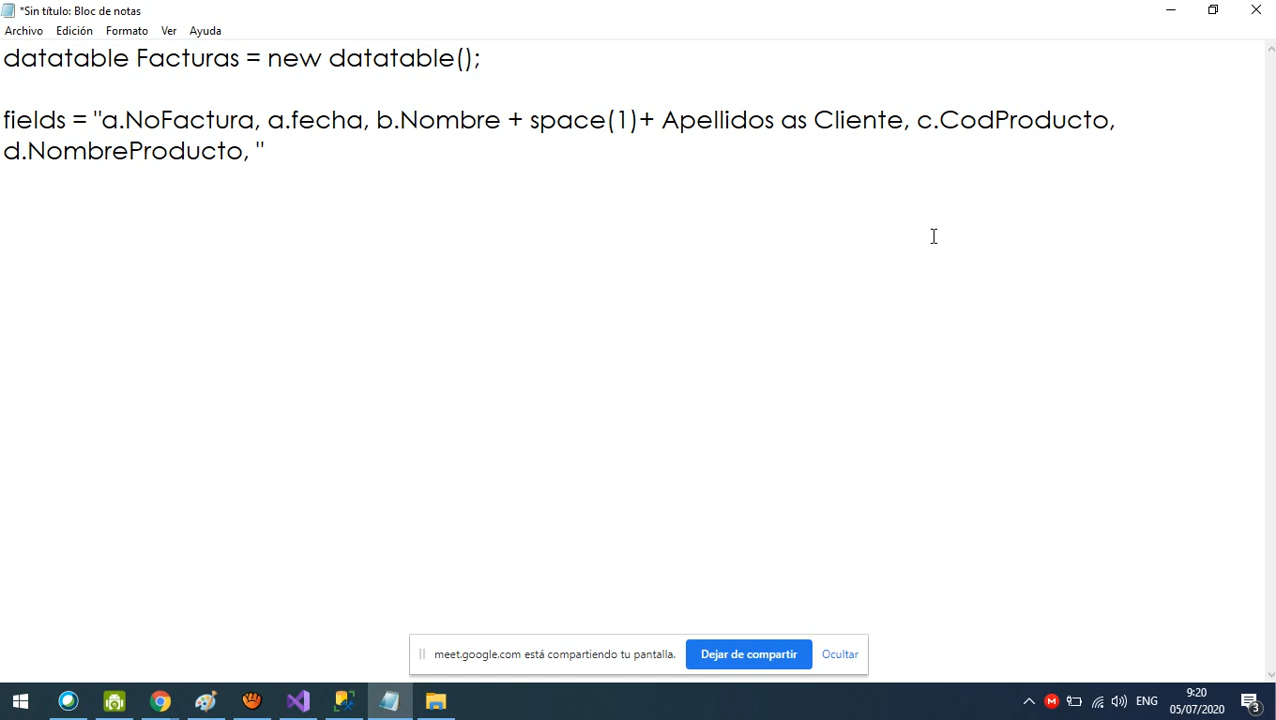 *Sin título: Bloc de notas
Archivo Edición Formato Ver Ayuda
datatable Facturas = new datatable();
fields = "a.NoFactura, a.fecha, b.Nombre + space(1)+ Apellidos as Cliente, c.CodProducto,
d.NombreProducto, "
meet.google.com está compartiendo tu pantalla. Dejar de compartir Ocultar
ENG
9:20
05/07/2020
3